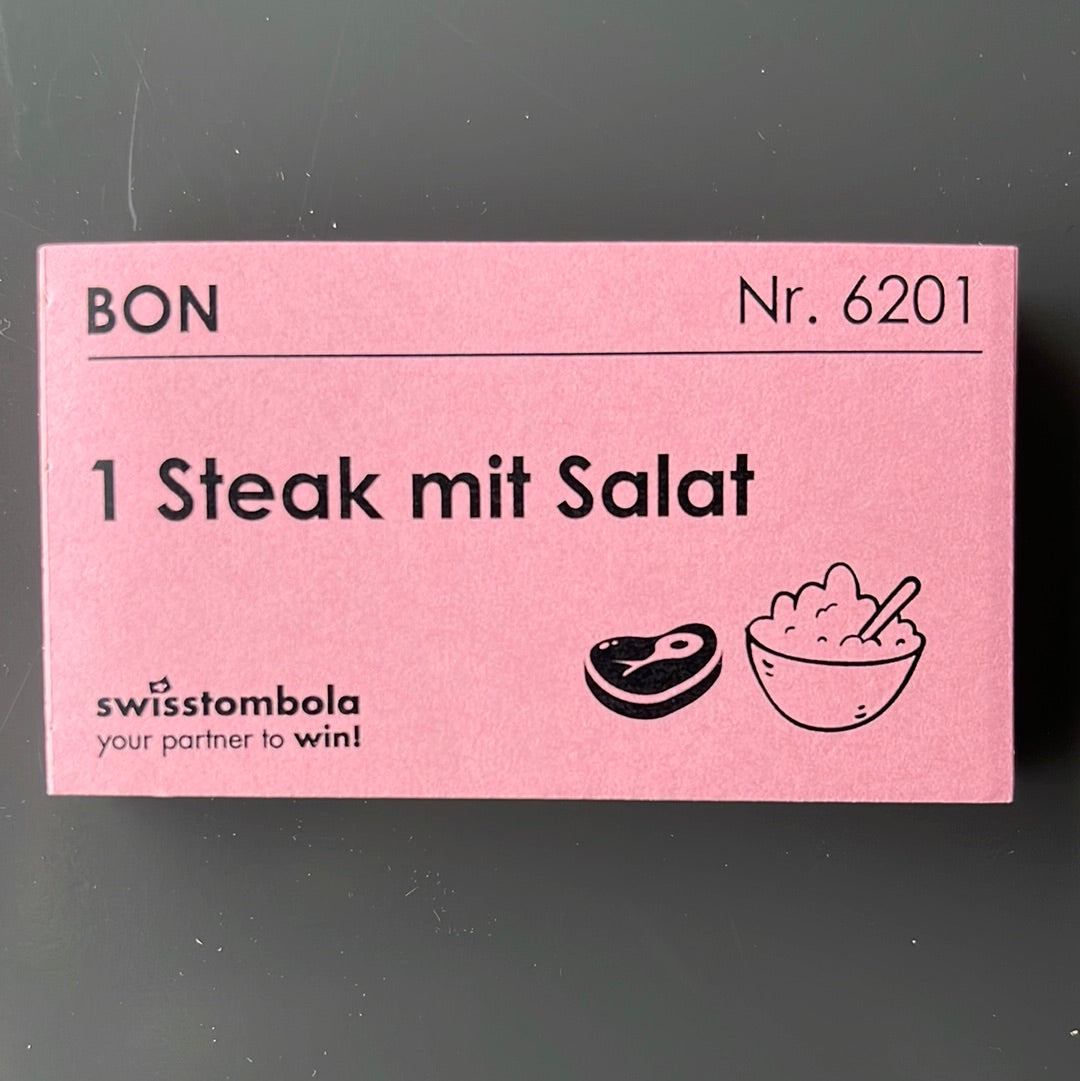 BON
Nr. 6201
1 Steak mit Salat
swisstombola
your partner to win!